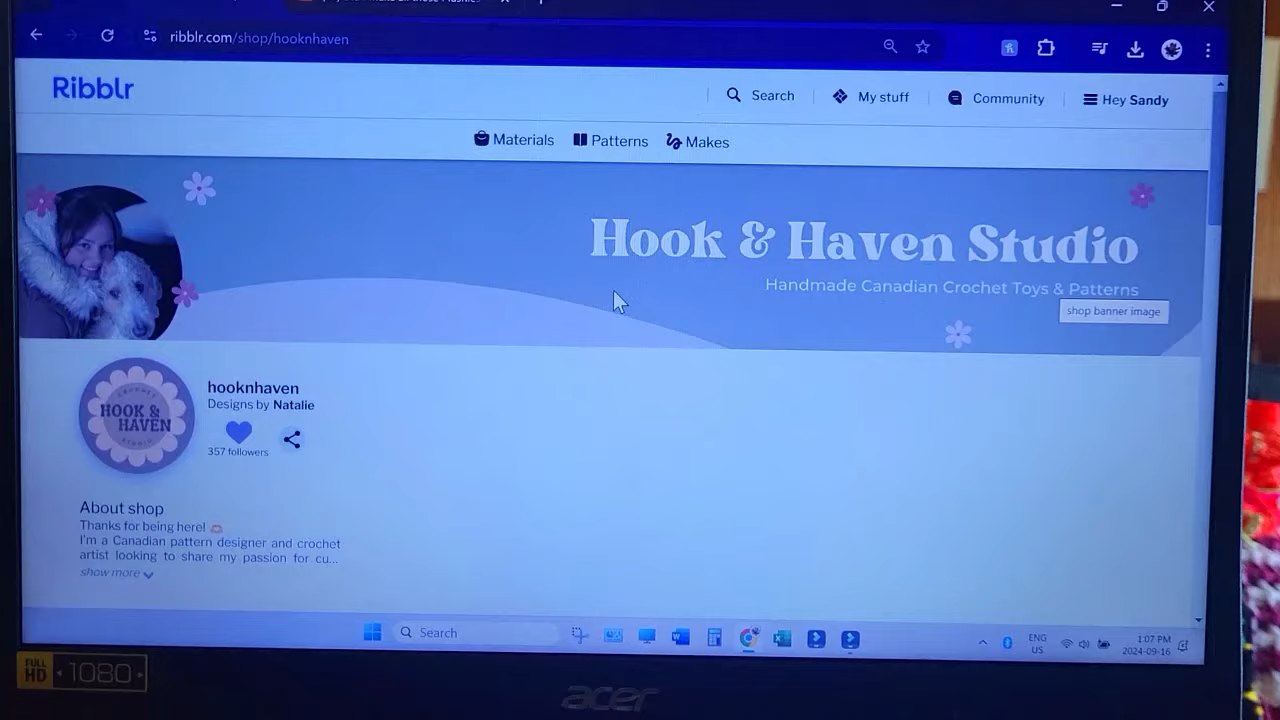 ribblr.com/shop/hooknhaven
Ribblr
Search
My stuff
Community
Hey Sandy
Materials
Patterns
Makes
Hook & Haven Studio
Handmade Canadian Crochet Toys & Patterns
shop banner image
HOOK &
HAVEN
hooknhaven
Designs by Natalie
357 followers
About shop
Thanks for being here!
I'm a Canadian pattern designer and crochet
artist looking to share my passion for cu...
show more
Search
ENG
US
1:07 PM
2024-09-16
FULL
HD
1080
acer